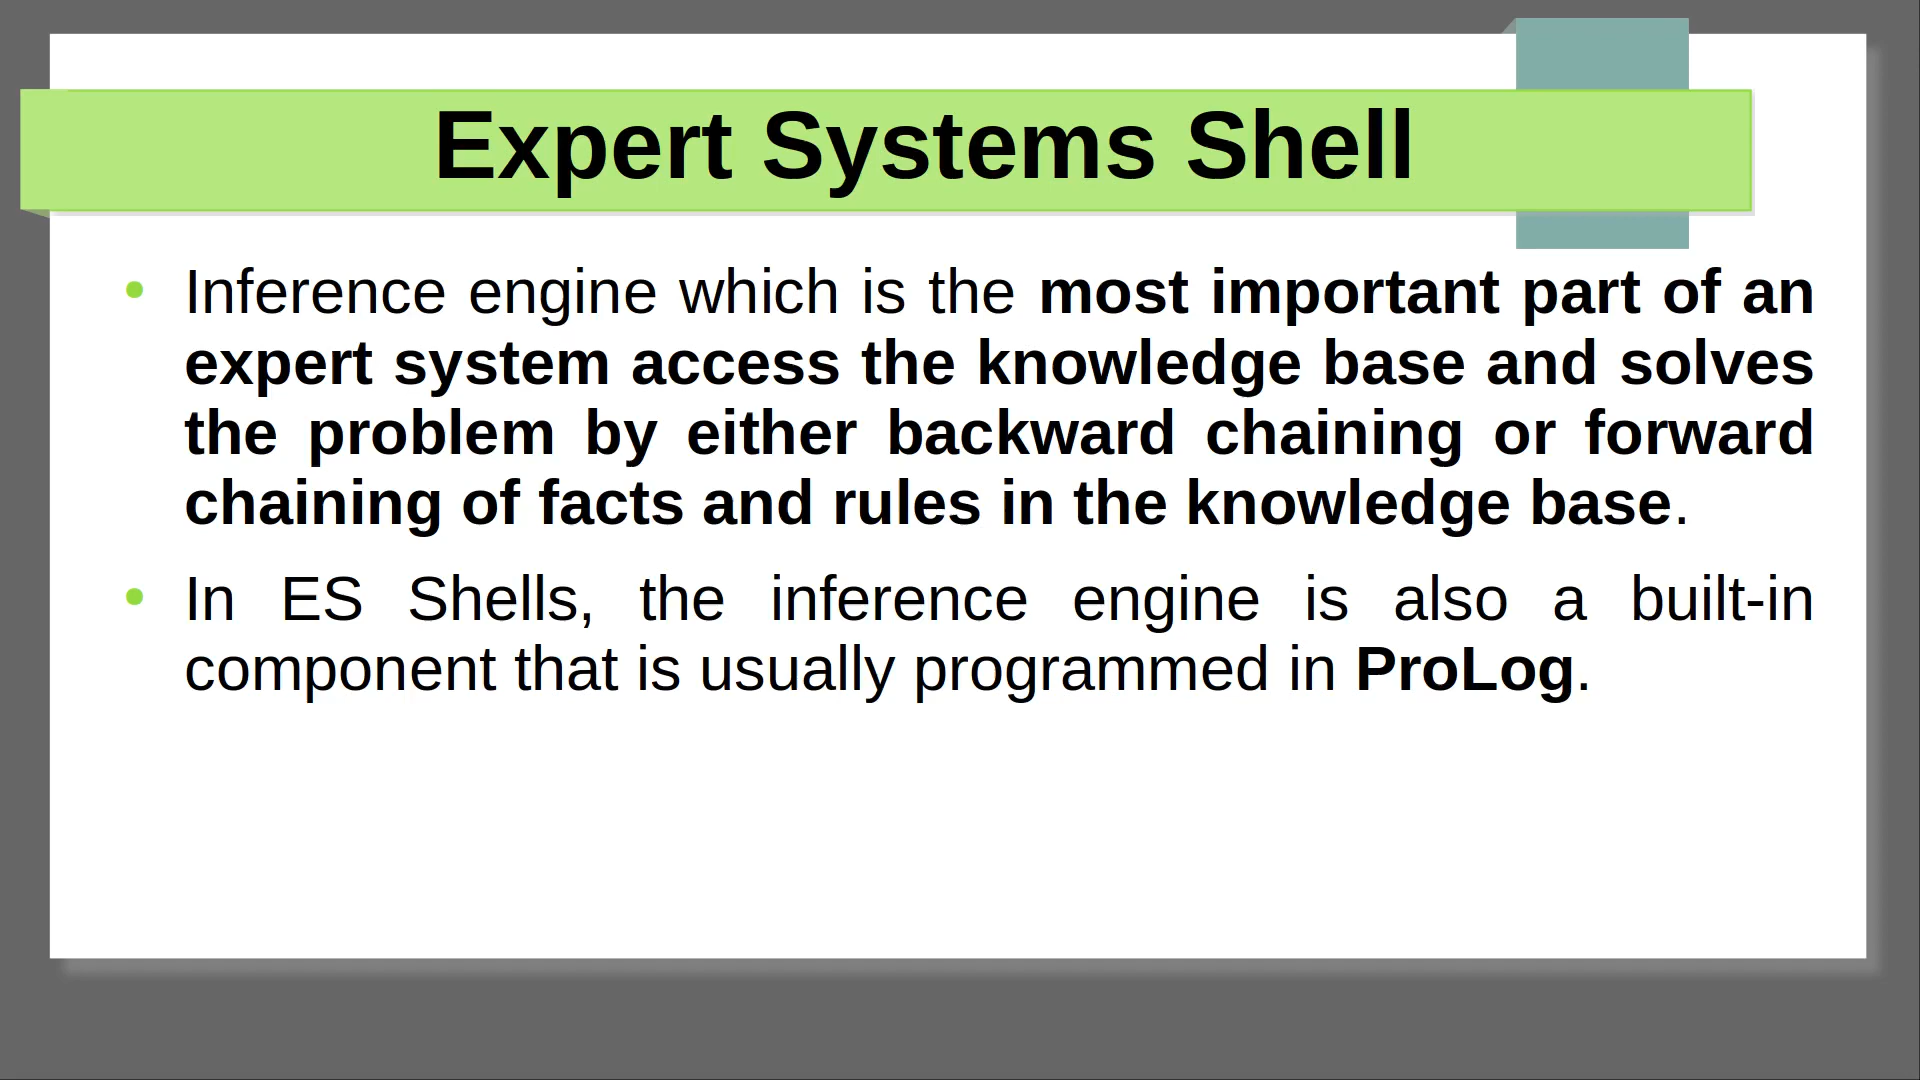 Expert Systems Shell
• Inference engine which is the most important part of an
expert system access the knowledge base and solves
the problem by either backward chaining or forward
chaining of facts and rules in the knowledge base.
• In ES Shells, the inference engine is also a built-in
component that is usually programmed in ProLog.